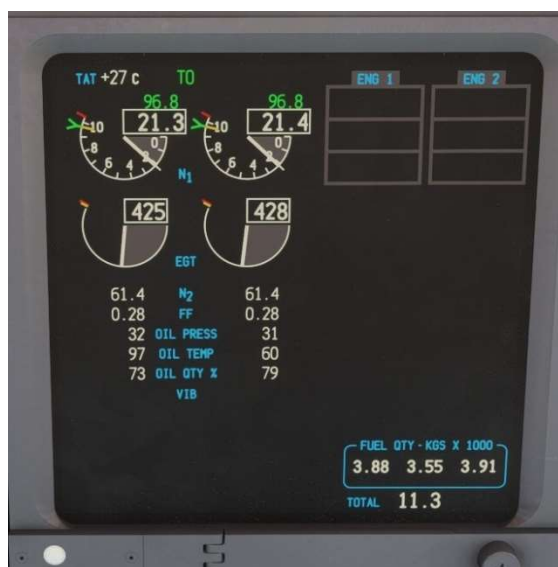 TAT +27 C TO
ENG 1 ENG 2
96.8 96.8
21.3 21.4
10 8 6 4 2 0 10 8 6 4 2 0
N1
425 428
EGT
61.4 N2 61.4
0.28 FF 0.28
32 OIL PRESS 31
97 OIL TEMP 60
73 OIL QTY % 79
VIB
FUEL QTY - KGS X 1000
3.88 3.55 3.91
TOTAL 11.3